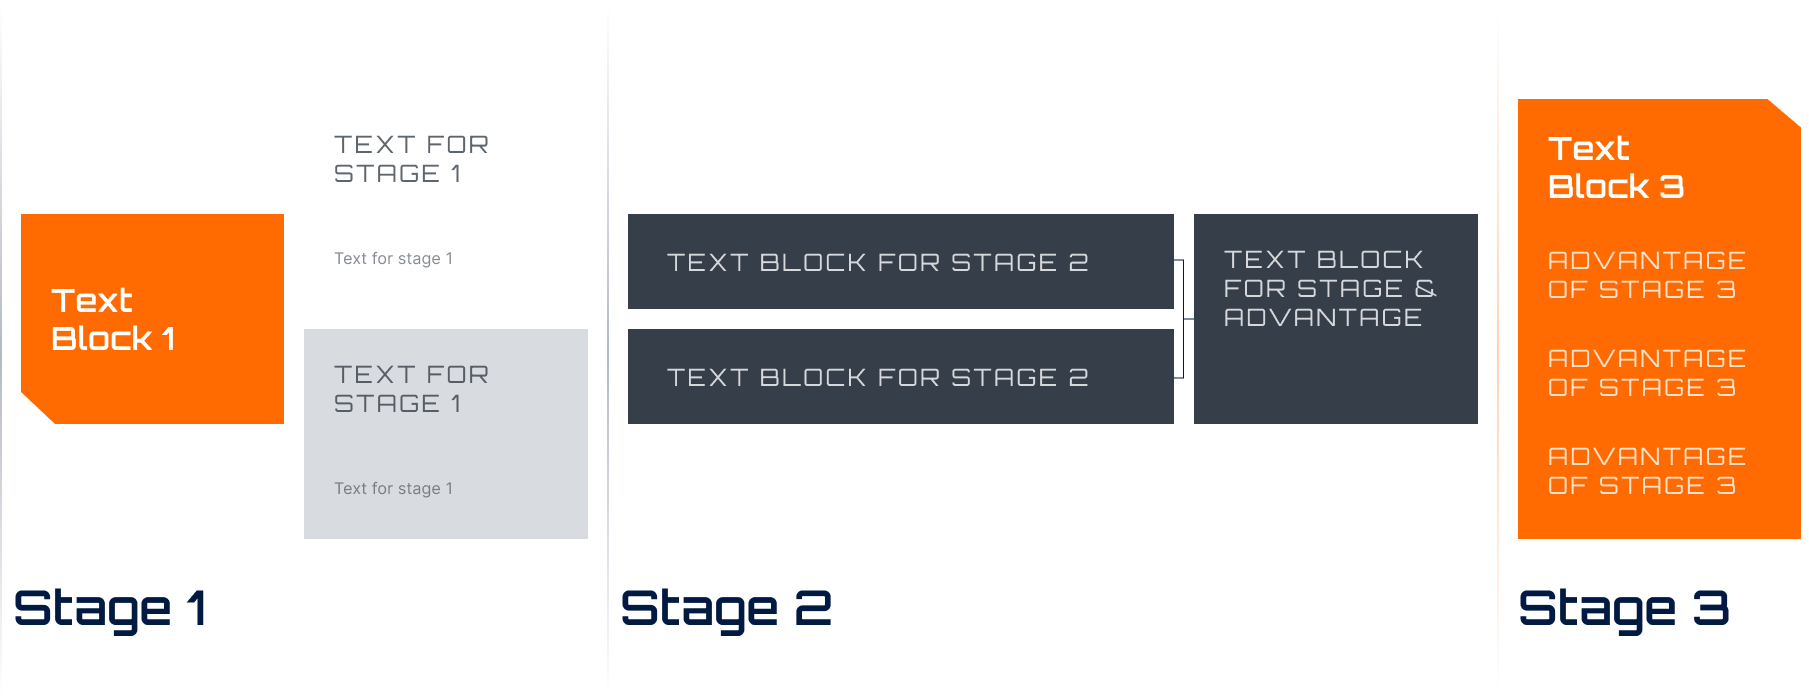 Text
Block 1
TEXT FOR
STAGE 1
Text for stage 1
TEXT FOR
STAGE 1
Text for stage 1
Stage 1
TEXT BLOCK FOR STAGE 2
TEXT BLOCK FOR STAGE 2
TEXT BLOCK
FOR STAGE &
ADVANTAGE
Stage 2
Text
Block 3
ADVANTAGE
OF STAGE 3
ADVANTAGE
OF STAGE 3
ADVANTAGE
OF STAGE 3
Stage 3